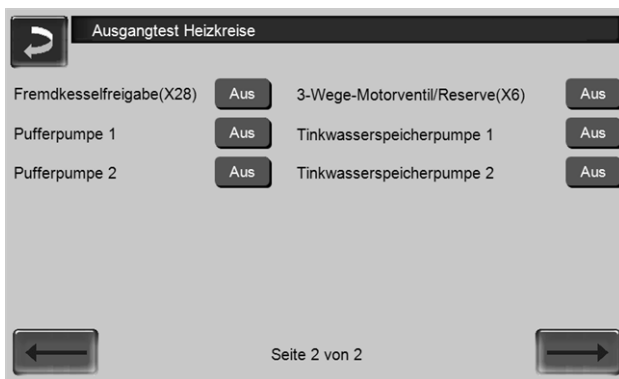 Ausgangtest Heizkreise
Fremdkesselfreigabe(X28) Aus 3-Wege-Motorventil/Reserve(X6) Aus
Pufferpumpe 1 Aus Tinkwasserspeicherpumpe 1 Aus
Pufferpumpe 2 Aus Tinkwasserspeicherpumpe 2 Aus
Seite 2 von 2